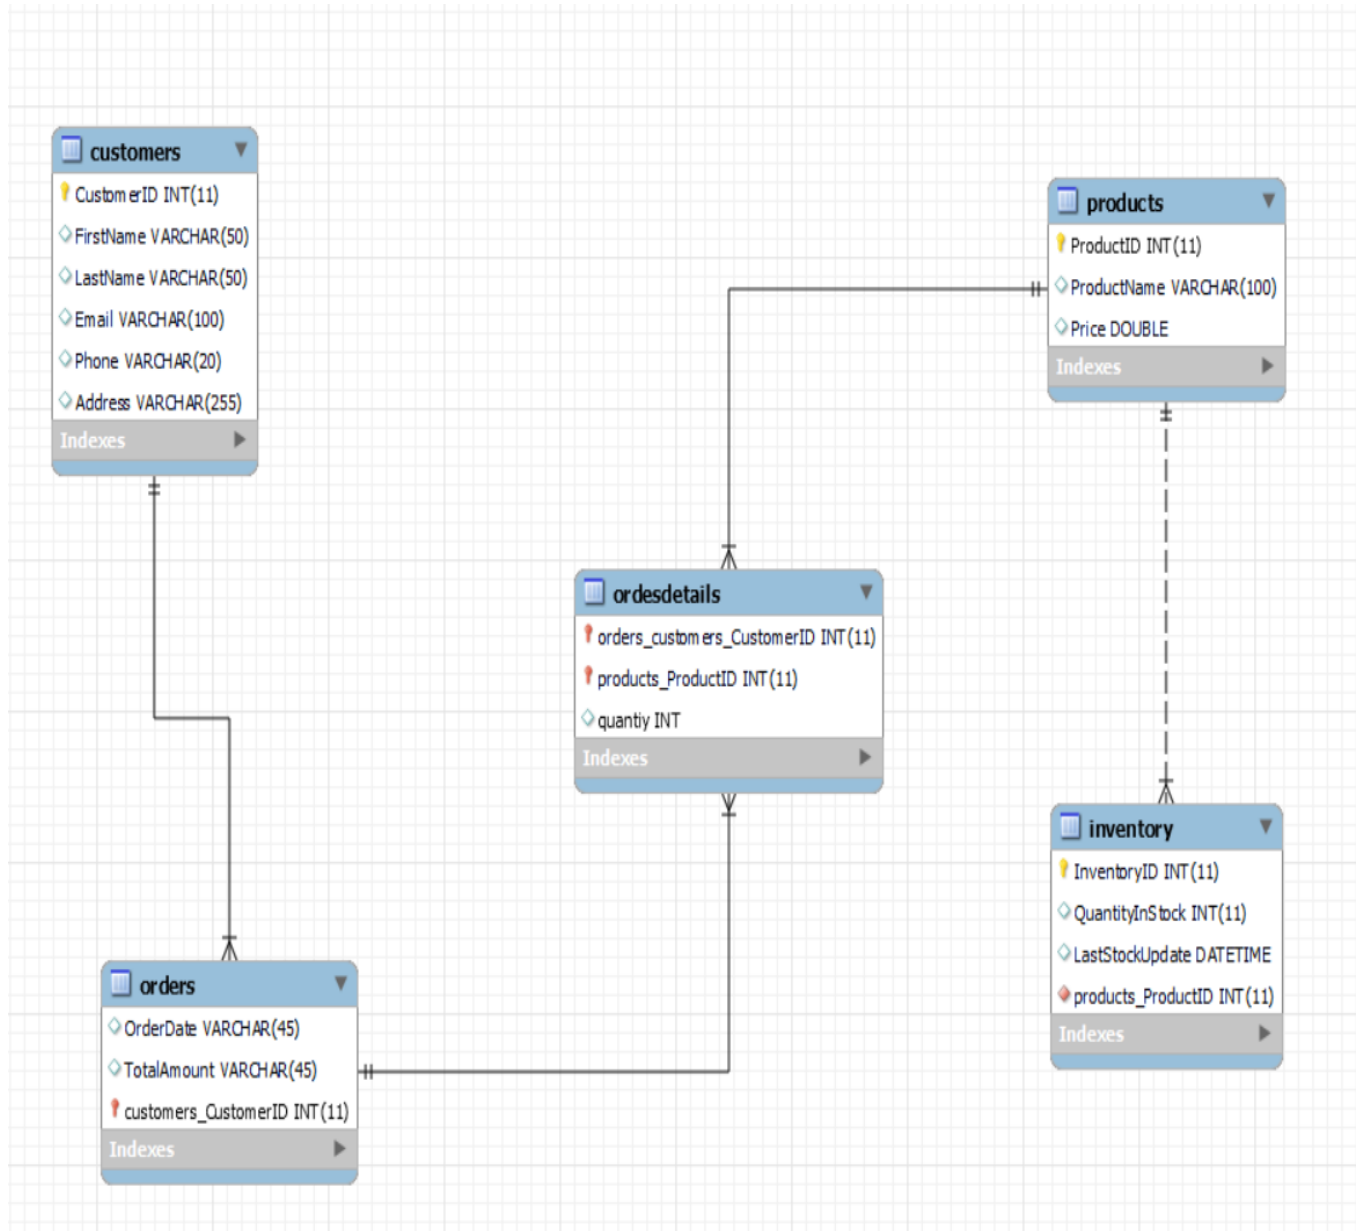 customers
CustomerID INT(11)
FirstName VARCHAR(50)
LastName VARCHAR(50)
Email VARCHAR(100)
Phone VARCHAR(20)
Address VARCHAR(255)
Indexes
products
ProductID INT(11)
ProductName VARCHAR(100)
Price DOUBLE
Indexes
ordesdetails
orders_customers_CustomerID INT(11)
products_ProductID INT(11)
quantiy INT
Indexes
inventory
InventoryID INT(11)
QuantityInStock INT(11)
LastStockUpdate DATETIME
products_ProductID INT(11)
Indexes
orders
OrderDate VARCHAR(45)
TotalAmount VARCHAR(45)
customers_CustomerID INT(11)
Indexes